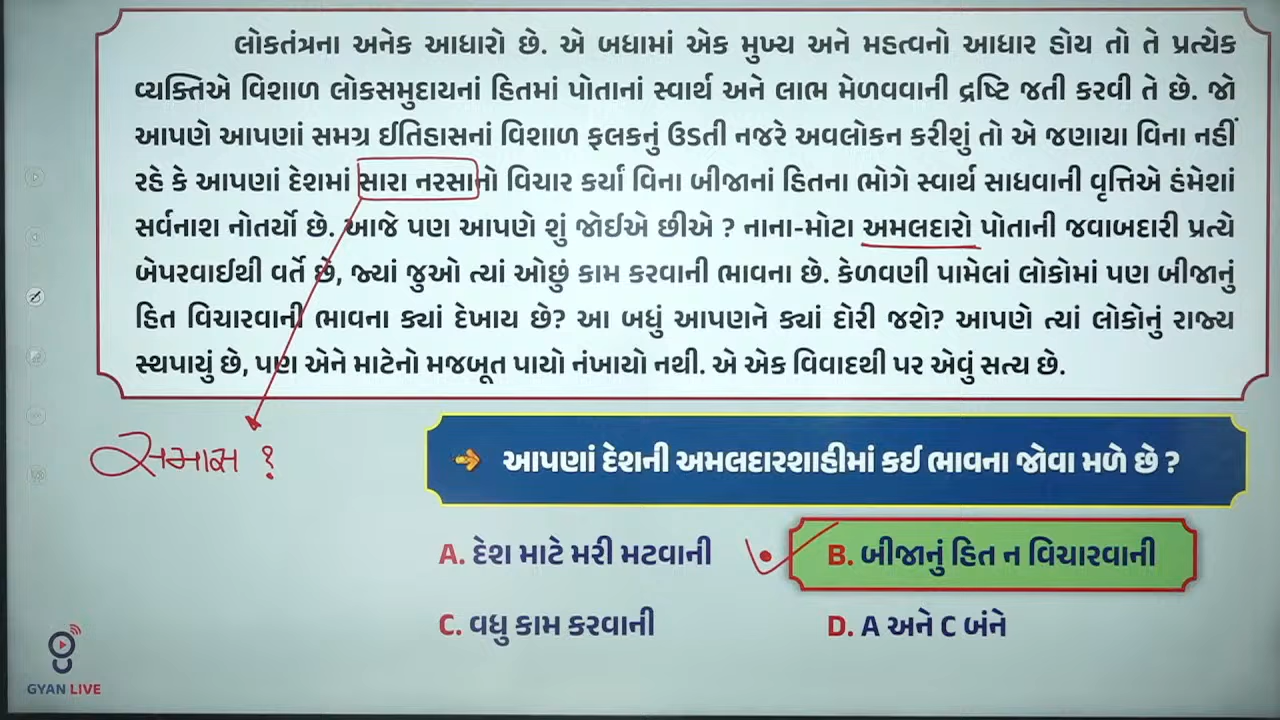 લોકતંત્રના અનેક આધારો છે. એ બધામાં એક મુખ્ય અને મહત્વનો આધાર હોય તો તે પ્રત્યેક
વ્યક્તિએ વિશાળ લોકસમુદાયનાં હિતમાં પોતાનાં સ્વાર્થ અને લાભ મેળવવાની દ્રષ્ટિ જતી કરવી તે છે. જો
આપણે આપણાં સમગ્ર ઈતિહાસનાં વિશાળ ફલકનું ઉડતી નજરે અવલોકન કરીશું તો એ જણાયા વિના નહીં
રહે કે આપણાં દેશમાં સારા નરસાનો વિચાર કર્યાં વિના બીજાનાં હિતના ભોગે સ્વાર્થ સાધવાની વૃત્તિએ હંમેશાં
સર્વનાશ નોતર્યો છે. આજે પણ આપણે શું જોઈએ છીએ ? નાના-મોટા અમલદારો પોતાની જવાબદારી પ્રત્યે
બેપરવાઈથી વર્તે છે, જ્યાં જુઓ ત્યાં ઓછું કામ કરવાની ભાવના છે. કેળવણી પામેલાં લોકોમાં પણ બીજાનું
હિત વિચારવાની ભાવના ક્યાં દેખાય છે? આ બધું આપણને ક્યાં દોરી જશે? આપણે ત્યાં લોકોનું રાજ્ય
સ્થપાયું છે, પણ એને માટેનો મજબૂત પાયો નંખાયો નથી. એ એક વિવાદથી પર એવું સત્ય છે.
સમાસ ?
આપણાં દેશની અમલદારશાહીમાં કઈ ભાવના જોવા મળે છે ?
A. દેશ માટે મરી મટવાની
B. બીજાનું હિત ન વિચારવાની
C. વધુ કામ કરવાની
D. A અને C બંને
GYAN LIVE